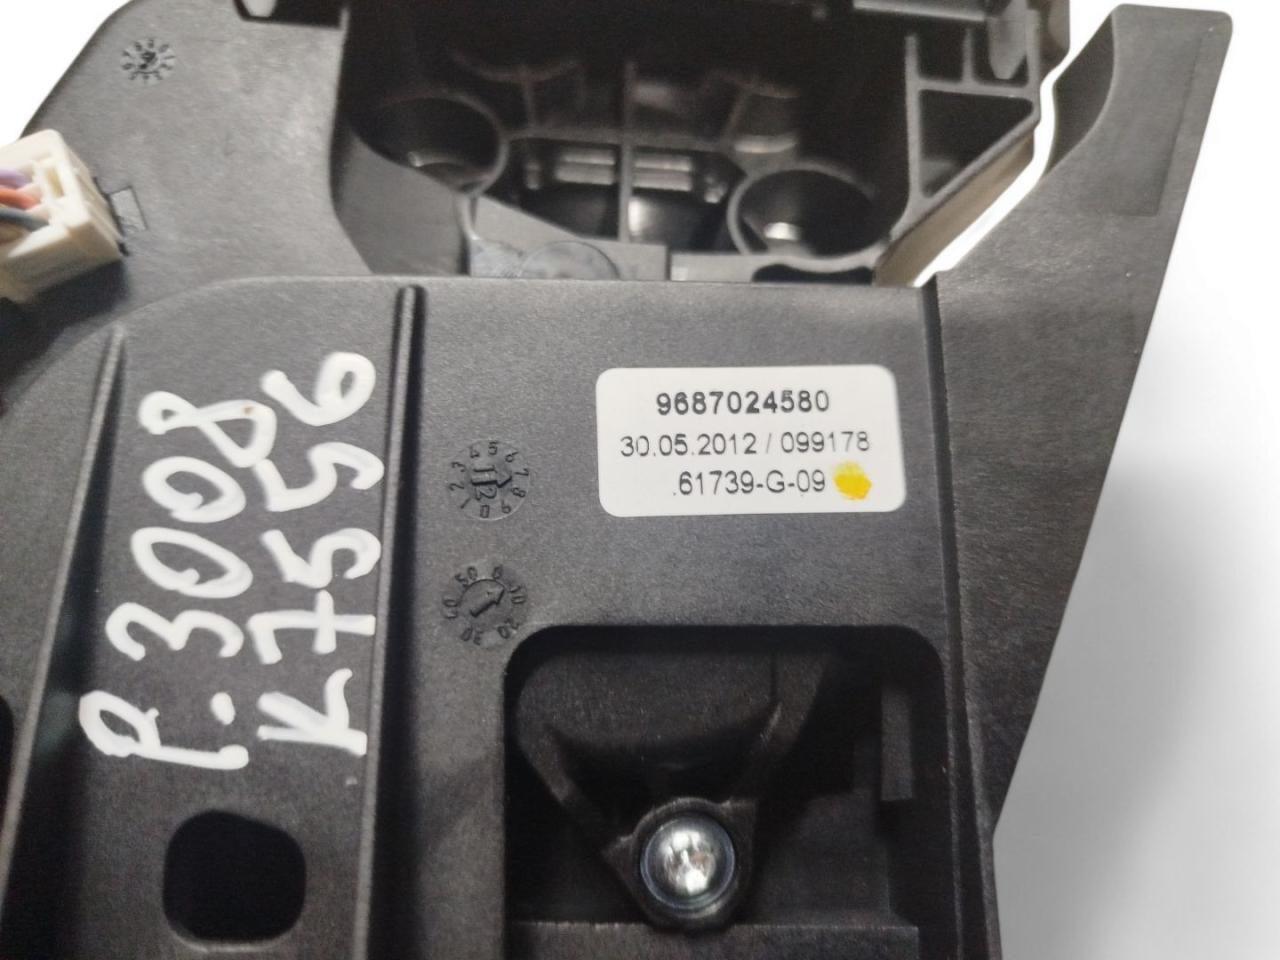 9687024580
30.05.2012 / 099178
.61739-G-09
P.3008
K7556